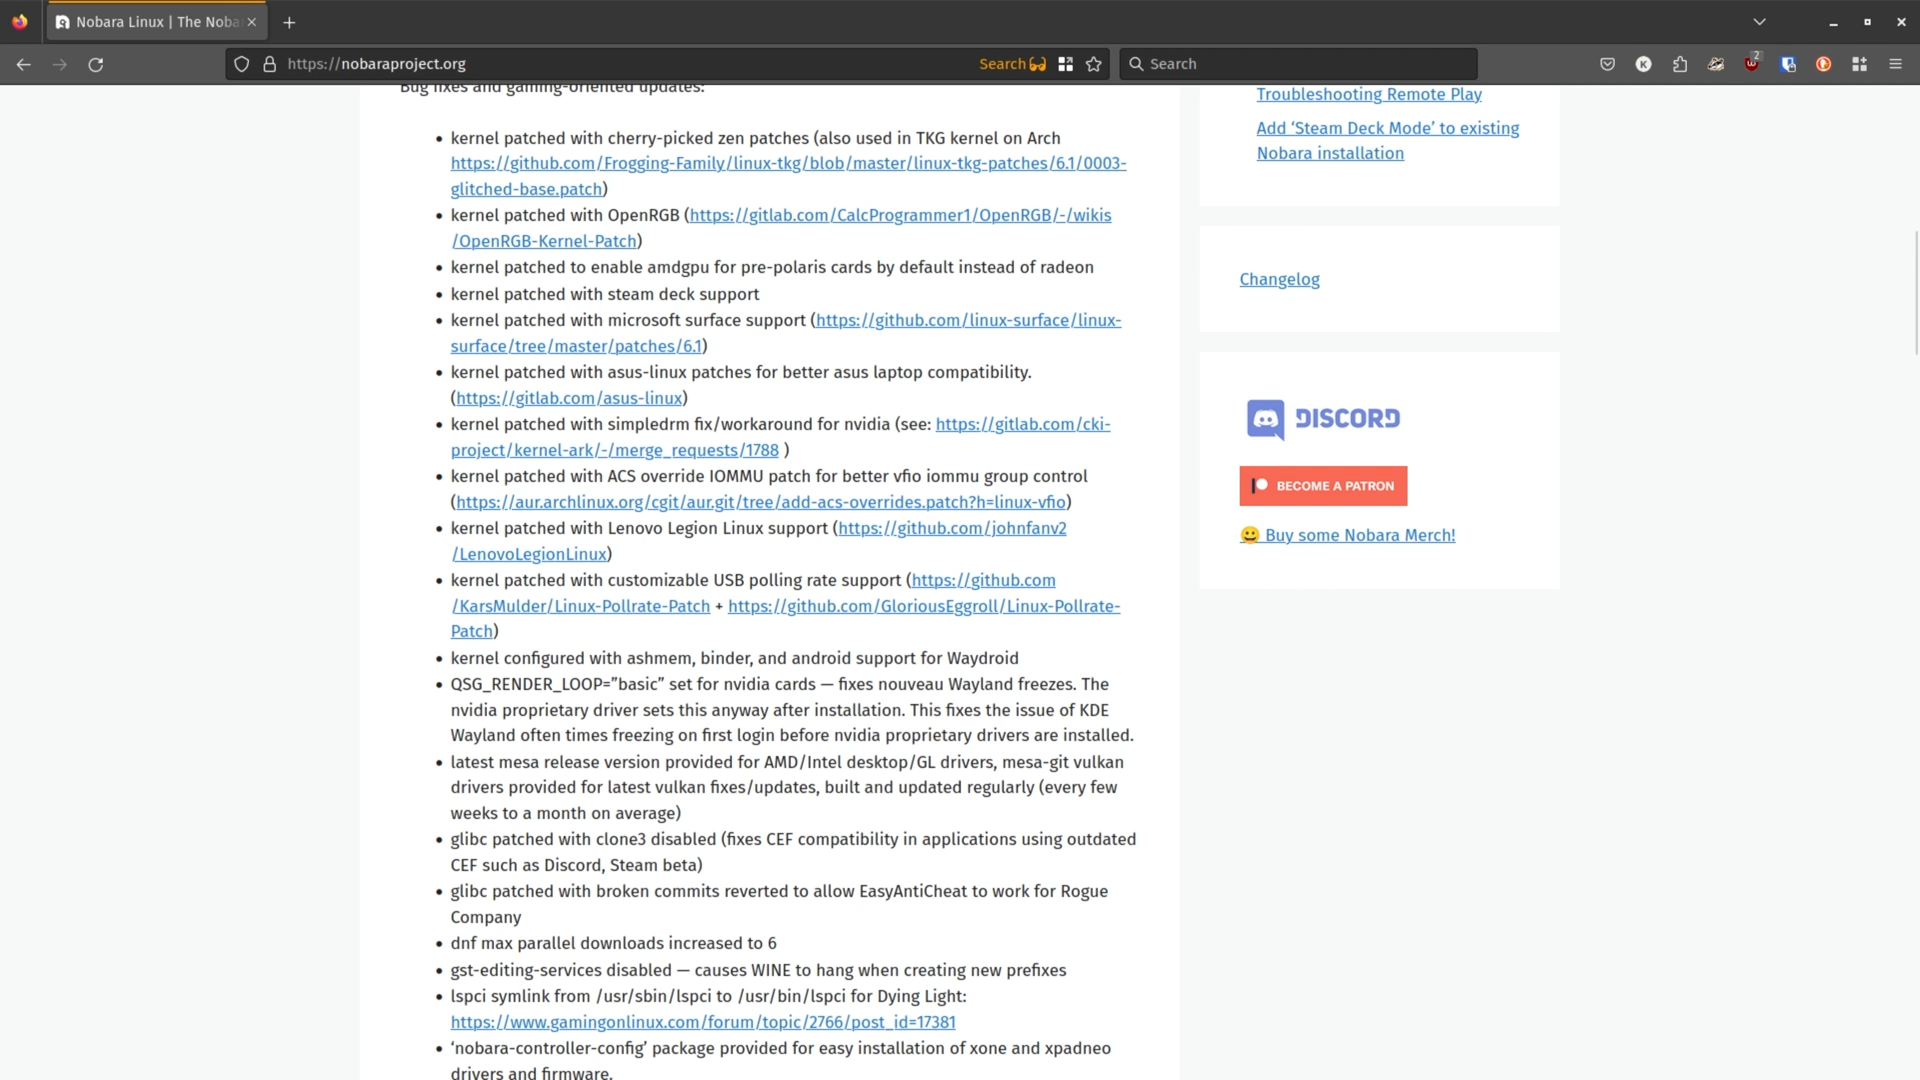 Nobara Linux | The Noba
https://nobaraproject.org
Search
Search
2
Bug fixes and gaming-oriented updates:
• kernel patched with cherry-picked zen patches (also used in TKG kernel on Arch
https://github.com/Frogging-Family/linux-tkg/blob/master/linux-tkg-patches/6.1/0003-
glitched-base.patch)
• kernel patched with OpenRGB (https://gitlab.com/CalcProgrammer1/OpenRGB/-/wikis
/OpenRGB-Kernel-Patch)
• kernel patched to enable amdgpu for pre-polaris cards by default instead of radeon
• kernel patched with steam deck support
• kernel patched with microsoft surface support (https://github.com/linux-surface/linux-
surface/tree/master/patches/6.1)
• kernel patched with asus-linux patches for better asus laptop compatibility.
(https://gitlab.com/asus-linux)
• kernel patched with simpledrm fix/workaround for nvidia (see: https://gitlab.com/cki-
project/kernel-ark/-/merge_requests/1788 )
• kernel patched with ACS override IOMMU patch for better vfio iommu group control
(https://aur.archlinux.org/cgit/aur.git/tree/add-acs-overrides.patch?h=linux-vfio)
• kernel patched with Lenovo Legion Linux support (https://github.com/johnfanv2
/LenovoLegionLinux)
• kernel patched with customizable USB polling rate support (https://github.com
/KarsMulder/Linux-Pollrate-Patch + https://github.com/GloriousEggroll/Linux-Pollrate-
Patch)
• kernel configured with ashmem, binder, and android support for Waydroid
• QSG_RENDER_LOOP=”basic” set for nvidia cards — fixes nouveau Wayland freezes. The
nvidia proprietary driver sets this anyway after installation. This fixes the issue of KDE
Wayland often times freezing on first login before nvidia proprietary drivers are installed.
• latest mesa release version provided for AMD/Intel desktop/GL drivers, mesa-git vulkan
drivers provided for latest vulkan fixes/updates, built and updated regularly (every few
weeks to a month on average)
• glibc patched with clone3 disabled (fixes CEF compatibility in applications using outdated
CEF such as Discord, Steam beta)
• glibc patched with broken commits reverted to allow EasyAntiCheat to work for Rogue
Company
• dnf max parallel downloads increased to 6
• gst-editing-services disabled — causes WINE to hang when creating new prefixes
• lspci symlink from /usr/sbin/lspci to /usr/bin/lspci for Dying Light:
https://www.gamingonlinux.com/forum/topic/2766/post_id=17381
• ‘nobara-controller-config’ package provided for easy installation of xone and xpadneo
drivers and firmware.
Troubleshooting Remote Play
Add ‘Steam Deck Mode’ to existing
Nobara installation
Changelog
DISCORD
BECOME A PATRON
😀 Buy some Nobara Merch!